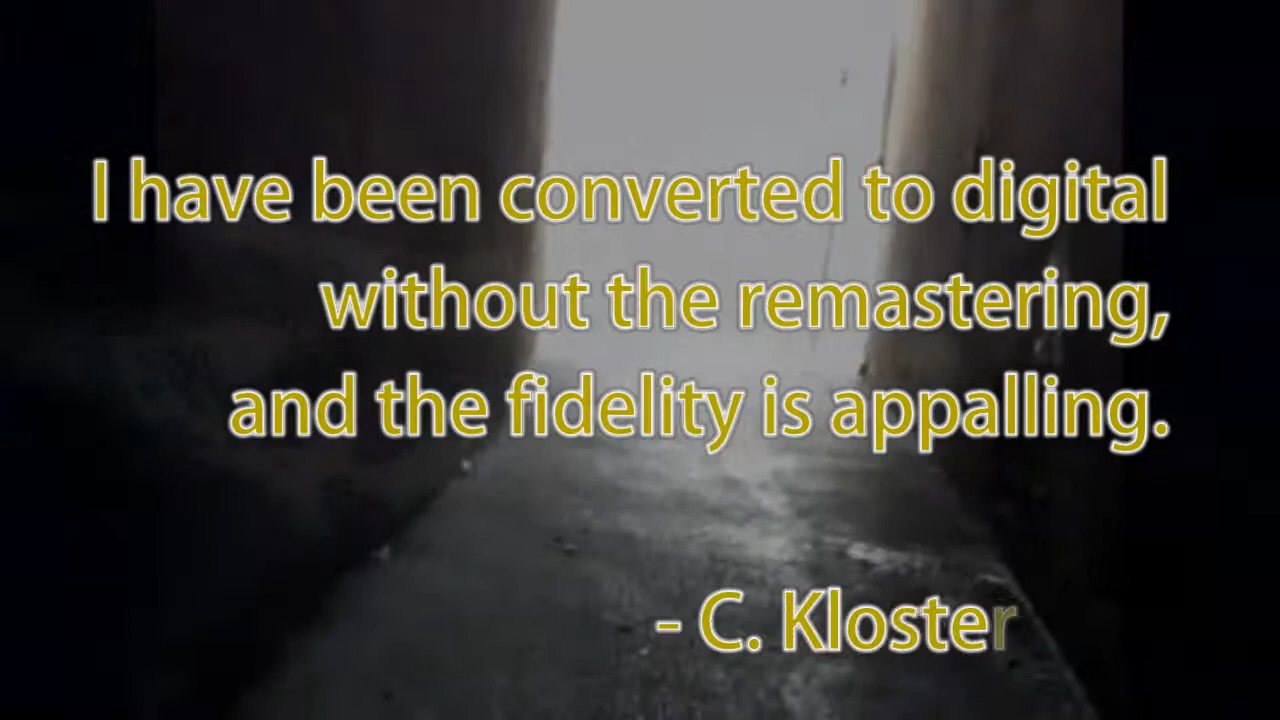 I have been converted to digital
without the remastering,
and the fidelity is appalling.
- C. Kloster